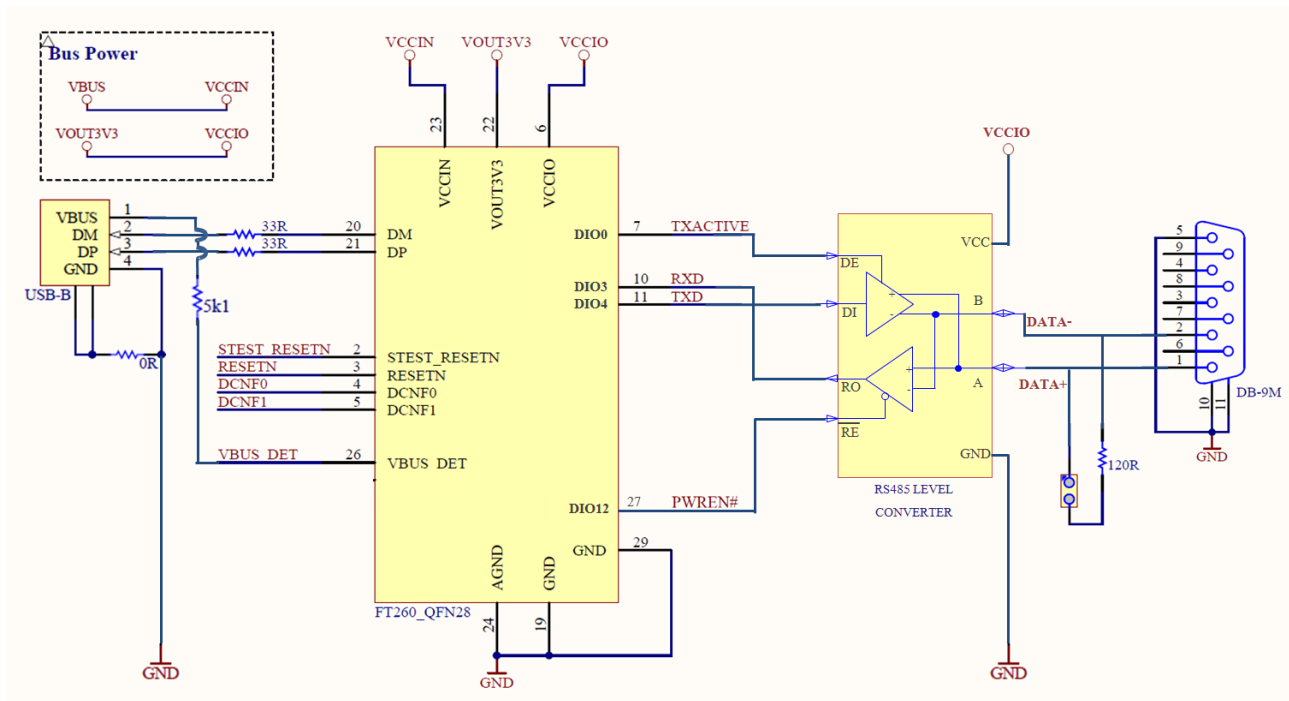 Bus Power
VBUS VCCIN
VOUT3V3 VCCIO
VCCIN VOUT3V3 VCCIO
23 22 6
VCCIN VOUT3V3 VCCIO
VBUS 1
DM 2
DP 3
GND 4
USB-B
33R
33R
5k1
0R
20 DM
21 DP
STEST_RESETN 2 STEST_RESETN
RESETN 3 RESETN
DCNF0 4 DCNF0
DCNF1 5 DCNF1
VBUS_DET 26 VBUS_DET
DIO0 7 TXACTIVE
DIO3 10 RXD
DIO4 11 TXD
DIO12 27 PWREN#
GND 29
AGND GND
24 19
FT260_QFN28
GND
GND
VCCIO
VCC
DE
DI
RO
RE
B
A
GND
+
-
+
-
RS485 LEVEL
CONVERTER
GND
DATA-
DATA+
120R
5
9
4
8
3
7
2
6
1
10 11
DB-9M
GND